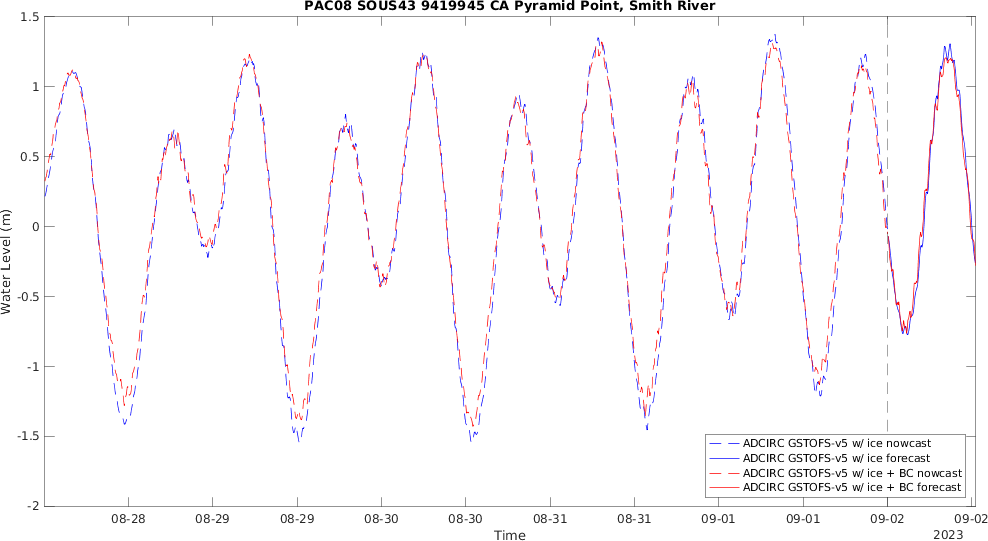 PAC08 SOUS43 9419945 CA Pyramid Point, Smith River
Water Level (m)
1.5
1
0.5
0
-0.5
-1
-1.5
-2
08-28 08-29 08-29 08-30 08-30 08-31 08-31 09-01 09-01 09-02 09-02
Time
2023
ADCIRC GSTOFS-v5 w/ ice nowcast
ADCIRC GSTOFS-v5 w/ ice forecast
ADCIRC GSTOFS-v5 w/ ice + BC nowcast
ADCIRC GSTOFS-v5 w/ ice + BC forecast